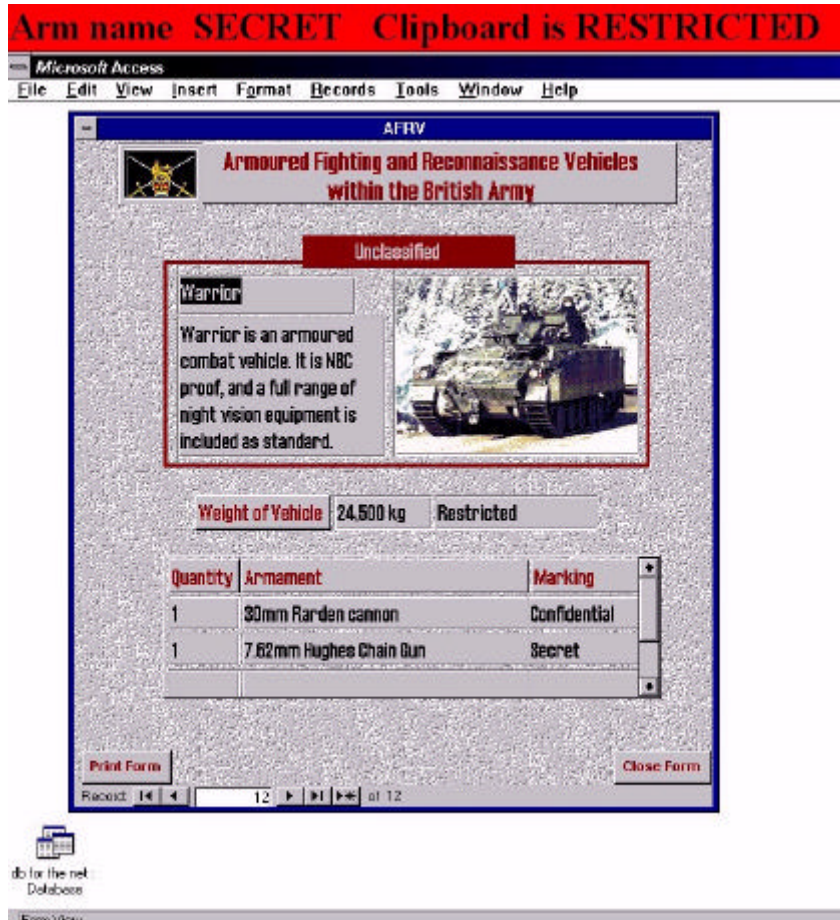 Arm name SECRET Clipboard is RESTRICTED
Microsoft Access
File Edit View Insert Format Records Tools Window Help
AFRV
Armoured Fighting and Reconnaissance Vehicles
within the British Army
Unclassified
Warrior
Warrior is an armoured
combat vehicle. It is NBC
proof, and a full range of
night vision equipment is
included as standard.
Weight of Vehicle 24,500 kg Restricted
Quantity Armament Marking
1 30mm Rarden cannon Confidential
1 7.62mm Hughes Chain Gun Secret
Print Form Close Form
Record: 12 of 12
db for the net :
Database
Form View